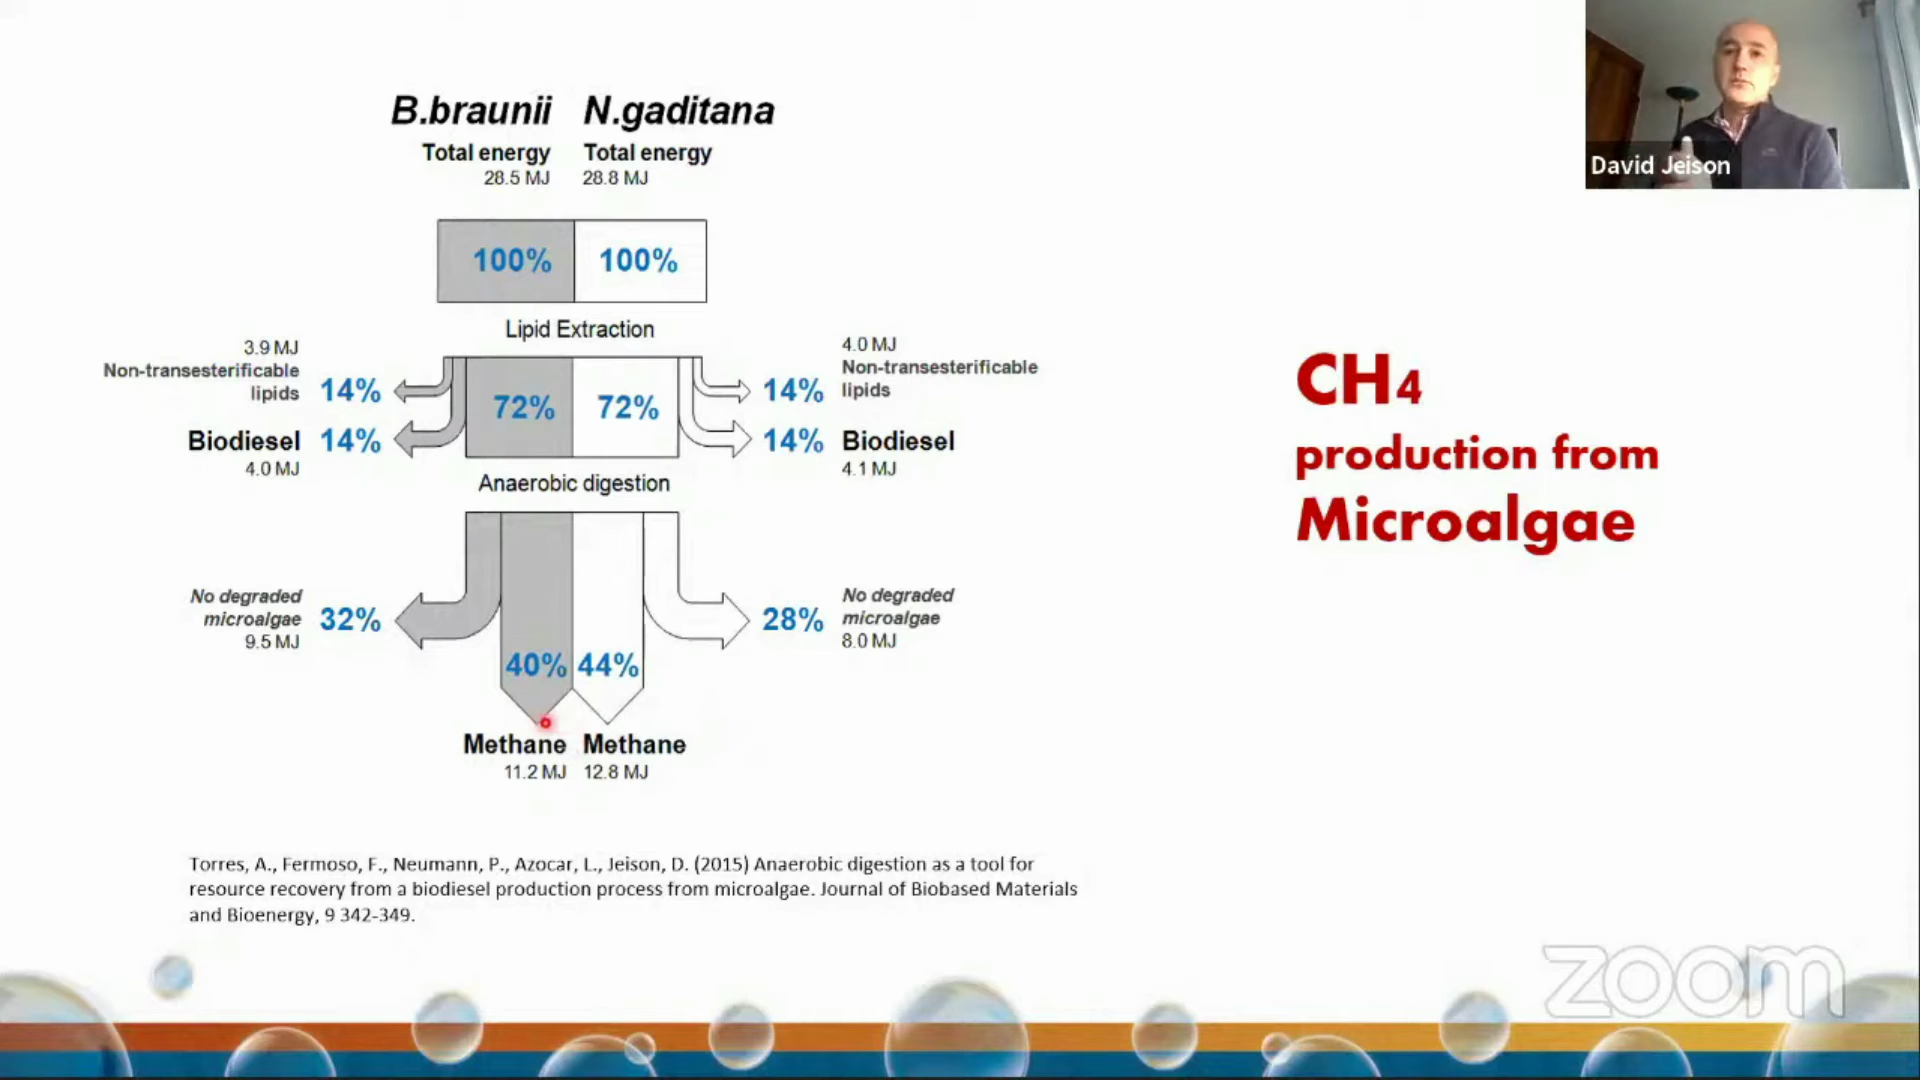 B.braunii N.gaditana
Total energy Total energy
28.5 MJ 28.8 MJ
100% 100%
Lipid Extraction
3.9 MJ
Non-transesterificable
lipids 14%
Biodiesel 14%
4.0 MJ
72% 72%
4.0 MJ
Non-transesterificable
14% lipids
14% Biodiesel
4.1 MJ
Anaerobic digestion
No degraded
microalgae 32%
9.5 MJ
No degraded
28% microalgae
8.0 MJ
40% 44%
Methane Methane
11.2 MJ 12.8 MJ
CH4
production from
Microalgae
David Jeison
Torres, A., Fermoso, F., Neumann, P., Azocar, L., Jeison, D. (2015) Anaerobic digestion as a tool for
resource recovery from a biodiesel production process from microalgae. Journal of Biobased Materials
and Bioenergy, 9 342-349.
zoom